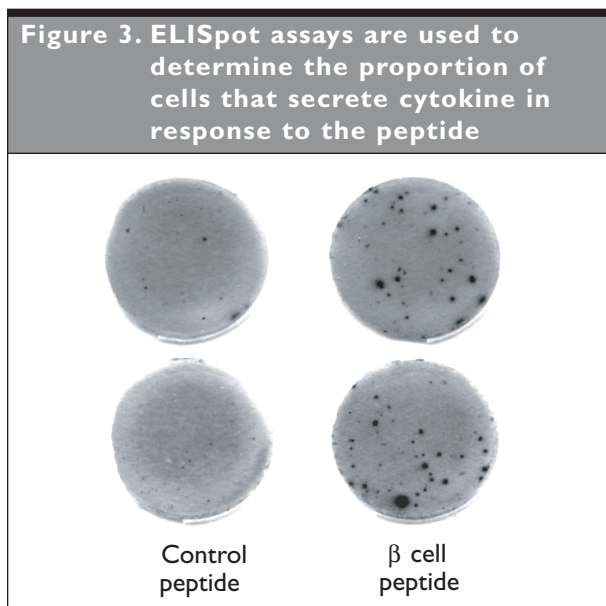 Figure 3. ELISpot assays are used to
determine the proportion of
cells that secrete cytokine in
response to the peptide
Control
peptide
β cell
peptide